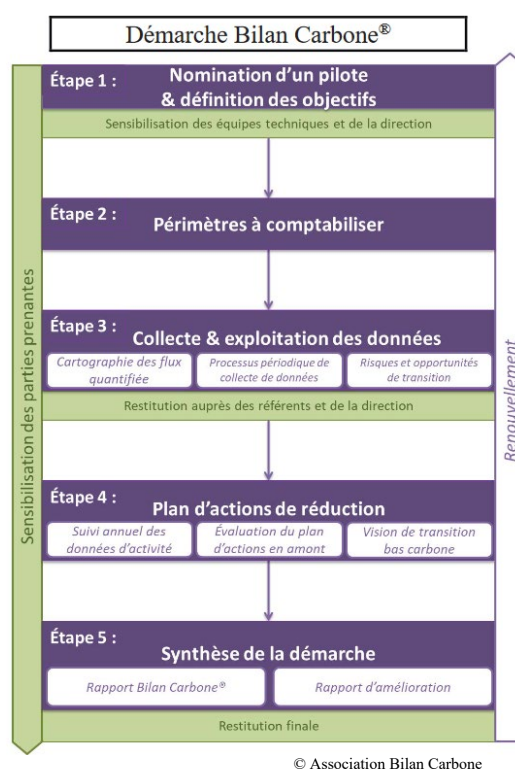 Démarche Bilan Carbone®
Étape 1 :
Nomination d'un pilote
& définition des objectifs
Sensibilisation des équipes techniques et de la direction
Étape 2 :
Périmètres à comptabiliser
Étape 3 :
Collecte & exploitation des données
Cartographie des flux
quantifiée
Processus périodique de
collecte de données
Risques et opportunités
de transition
Restitution auprès des référents et de la direction
Étape 4 :
Plan d'actions de réduction
Suivi annuel des
données d'activité
Évaluation du plan
d'actions en amont
Vision de transition
bas carbone
Étape 5 :
Synthèse de la démarche
Rapport Bilan Carbone®
Rapport d'amélioration
Restitution finale
Sensibilisation des parties prenantes
Renouvellement
© Association Bilan Carbone